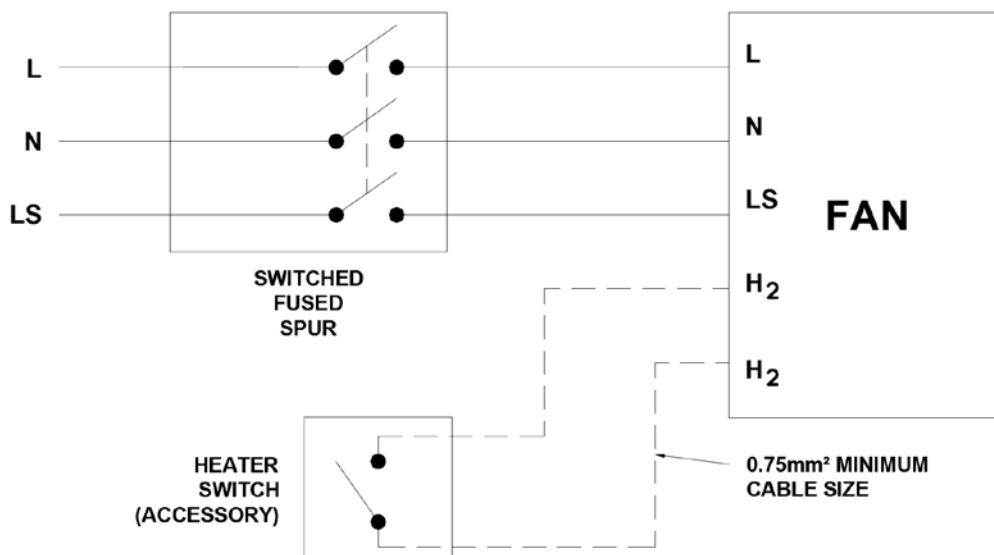 L
N
LS
SWITCHED
FUSED
SPUR
L
N
LS
FAN
H₂
H₂
HEATER
SWITCH
(ACCESSORY)
0.75mm² MINIMUM
CABLE SIZE